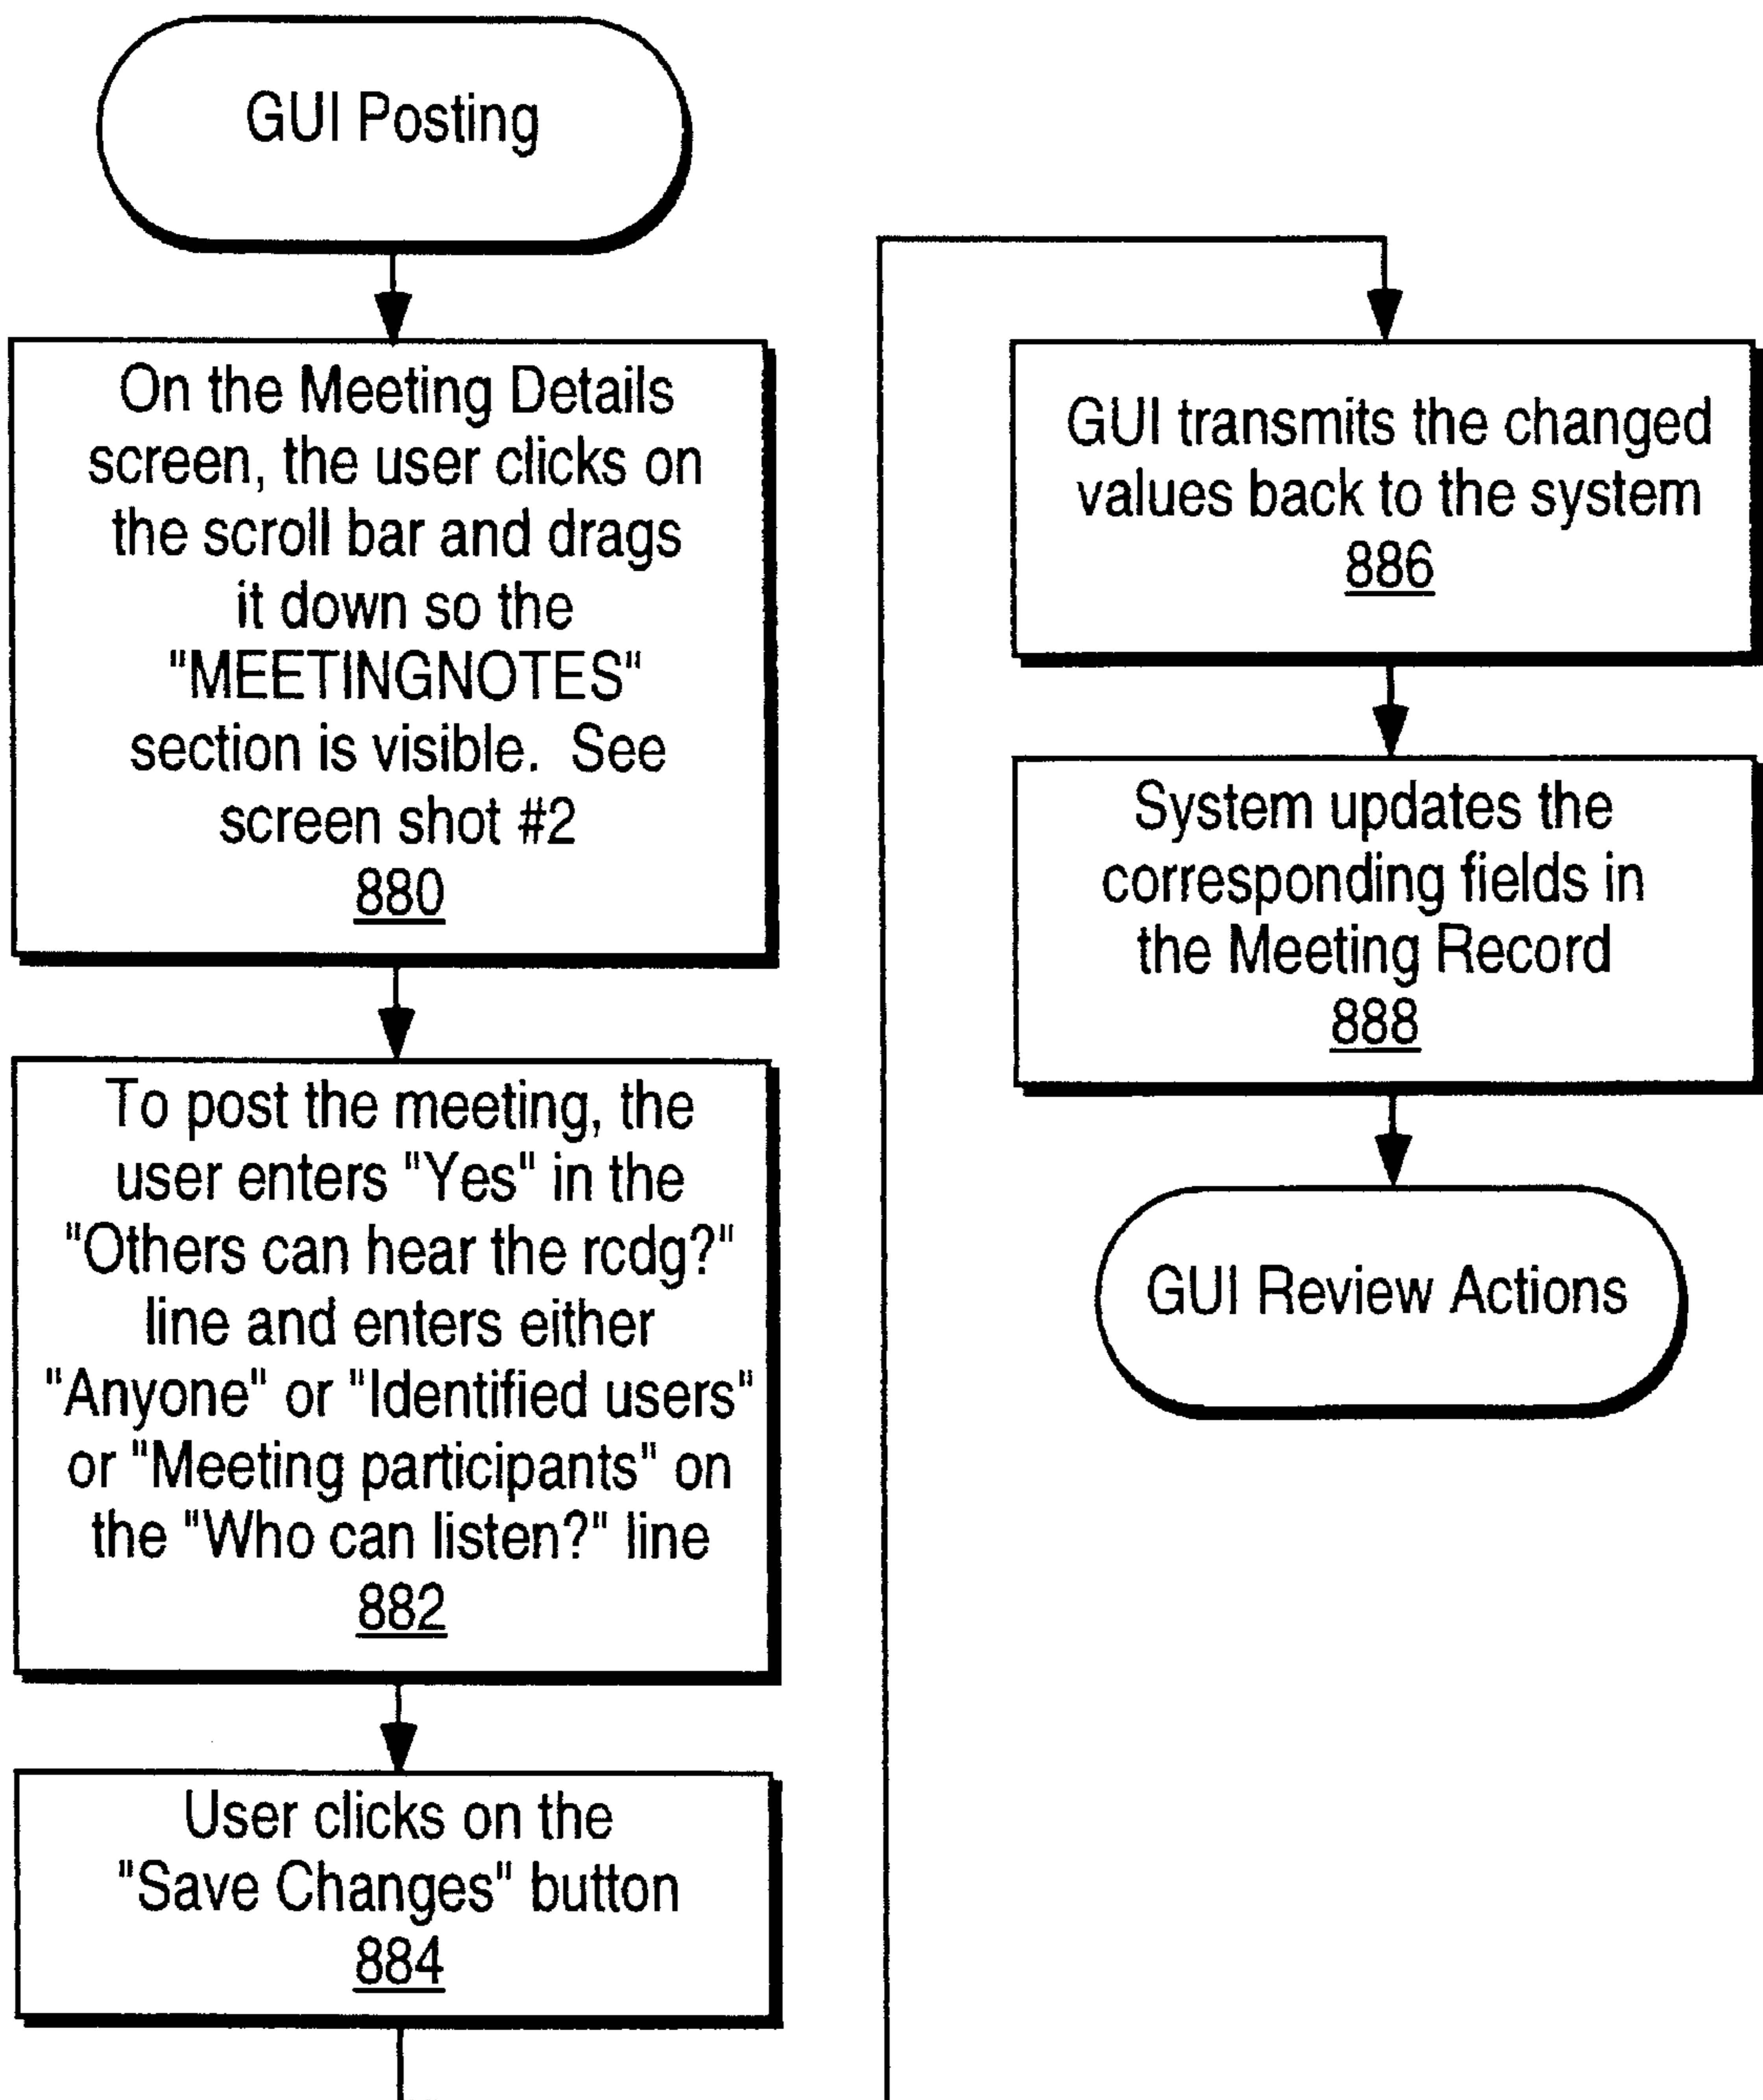 GUI Posting
On the Meeting Details
screen, the user clicks on
the scroll bar and drags
it down so the
"MEETINGNOTES"
section is visible. See
screen shot #2
880
To post the meeting, the
user enters "Yes" in the
"Others can hear the rcdg?"
line and enters either
"Anyone" or "Identified users"
or "Meeting participants" on
the "Who can listen?" line
882
User clicks on the
"Save Changes" button
884
GUI transmits the changed
values back to the system
886
System updates the
corresponding fields in
the Meeting Record
888
GUI Review Actions